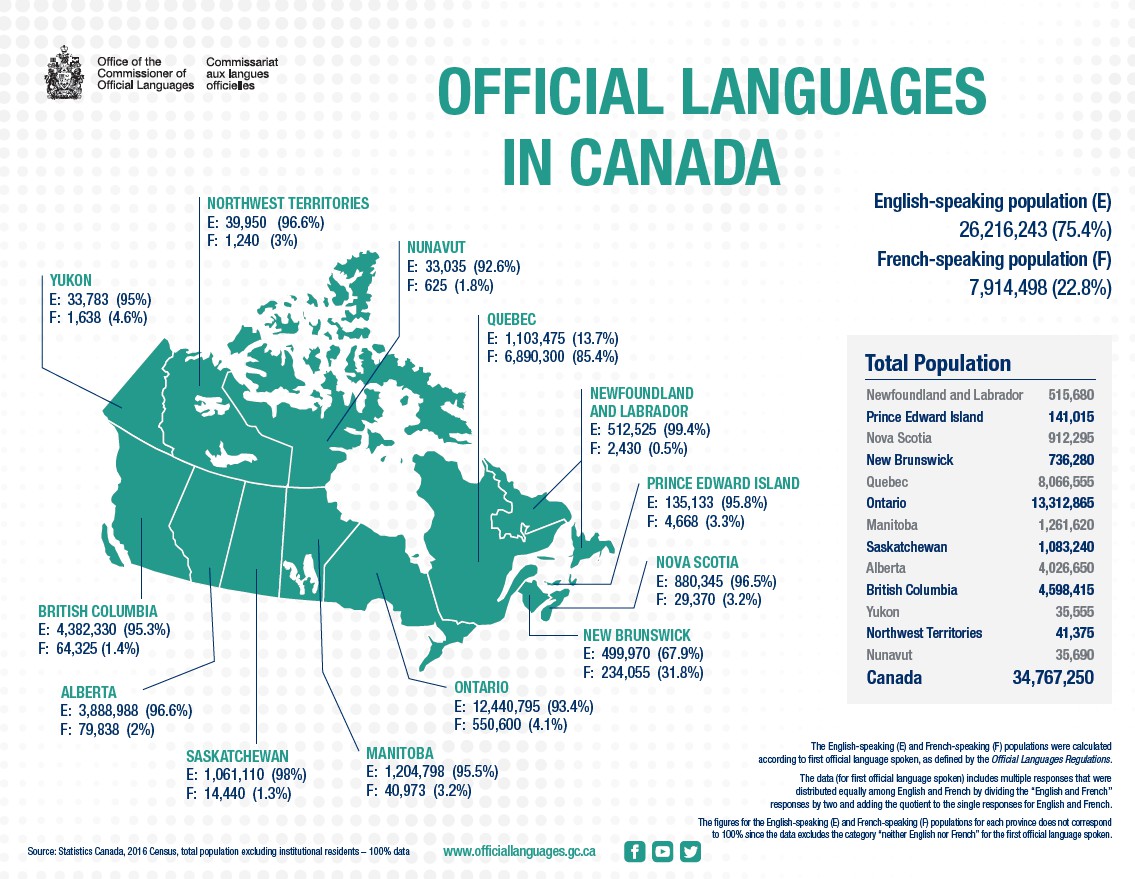 Office of the
Commissioner of
Official Languages
Commissariat
aux langues
officielles
OFFICIAL LANGUAGES
IN CANADA
English-speaking population (E)
26,216,243 (75.4%)
French-speaking population (F)
7,914,498 (22.8%)
NORTHWEST TERRITORIES
E: 39,950 (96.6%)
F: 1,240 (3%)
NUNAVUT
E: 33,035 (92.6%)
F: 625 (1.8%)
YUKON
E: 33,783 (95%)
F: 1,638 (4.6%)
QUEBEC
E: 1,103,475 (13.7%)
F: 6,890,300 (85.4%)
NEWFOUNDLAND
AND LABRADOR
E: 512,525 (99.4%)
F: 2,430 (0.5%)
PRINCE EDWARD ISLAND
E: 135,133 (95.8%)
F: 4,668 (3.3%)
NOVA SCOTIA
E: 880,345 (96.5%)
F: 29,370 (3.2%)
NEW BRUNSWICK
E: 499,970 (67.9%)
F: 234,055 (31.8%)
BRITISH COLUMBIA
E: 4,382,330 (95.3%)
F: 64,325 (1.4%)
ALBERTA
E: 3,888,988 (96.6%)
F: 79,838 (2%)
ONTARIO
E: 12,440,795 (93.4%)
F: 550,600 (4.1%)
SASKATCHEWAN
E: 1,061,110 (98%)
F: 14,440 (1.3%)
MANITOBA
E: 1,204,798 (95.5%)
F: 40,973 (3.2%)
Total Population
Newfoundland and Labrador 515,680
Prince Edward Island 141,015
Nova Scotia 912,295
New Brunswick 736,280
Quebec 8,066,555
Ontario 13,312,865
Manitoba 1,261,620
Saskatchewan 1,083,240
Alberta 4,026,650
British Columbia 4,598,415
Yukon 35,555
Northwest Territories 41,375
Nunavut 35,690
Canada 34,767,250
The English-speaking (E) and French-speaking (F) populations were calculated
according to first official language spoken, as defined by the Official Languages Regulations.
The data (for first official language spoken) includes multiple responses that were
distributed equally among English and French by dividing the “English and French”
responses by two and adding the quotient to the single responses for English and French.
The figures for the English-speaking (E) and French-speaking (F) populations for each province does not correspond
to 100% since the data excludes the category “neither English nor French” for the first official language spoken.
Source: Statistics Canada, 2016 Census, total population excluding institutional residents – 100% data
www.officiallanguages.gc.ca